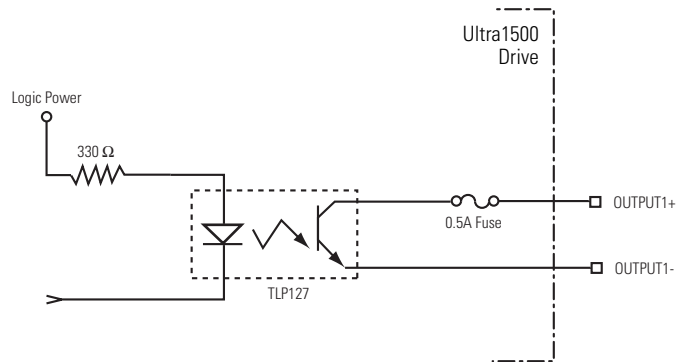 Ultra1500
Drive
Logic Power
330 Ω
OUTPUT1+
0.5A Fuse
OUTPUT1-
TLP127